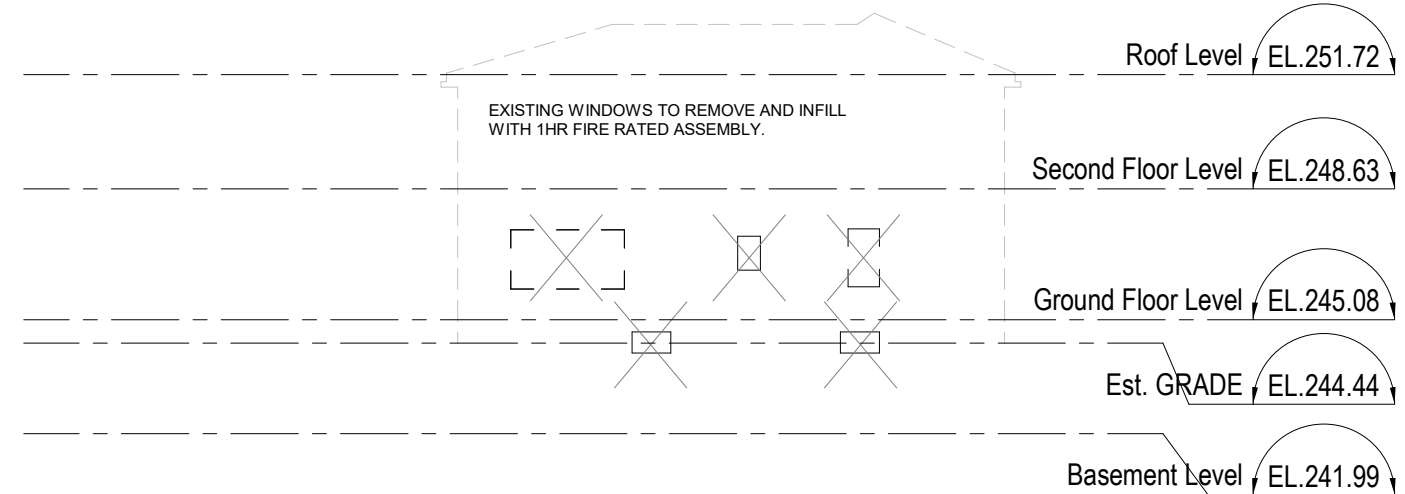 Roof Level EL.251.72
EXISTING WINDOWS TO REMOVE AND INFILL
WITH 1HR FIRE RATED ASSEMBLY.
Second Floor Level EL.248.63
Ground Floor Level EL.245.08
Est. GRADE EL.244.44
Basement Level EL.241.99